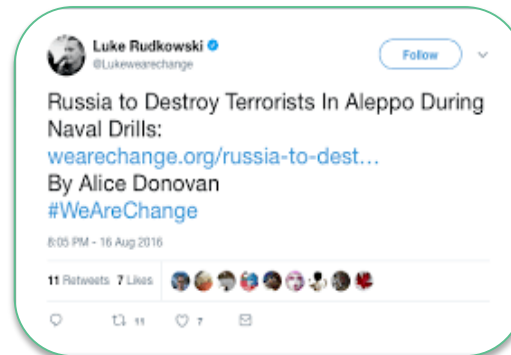 Luke Rudkowski
@Lukewearechange
Follow
Russia to Destroy Terrorists In Aleppo During
Naval Drills:
wearechange.org/russia-to-dest...
By Alice Donovan
#WeAreChange
8:05 PM - 16 Aug 2016
11 Retweets 7 Likes
11 7